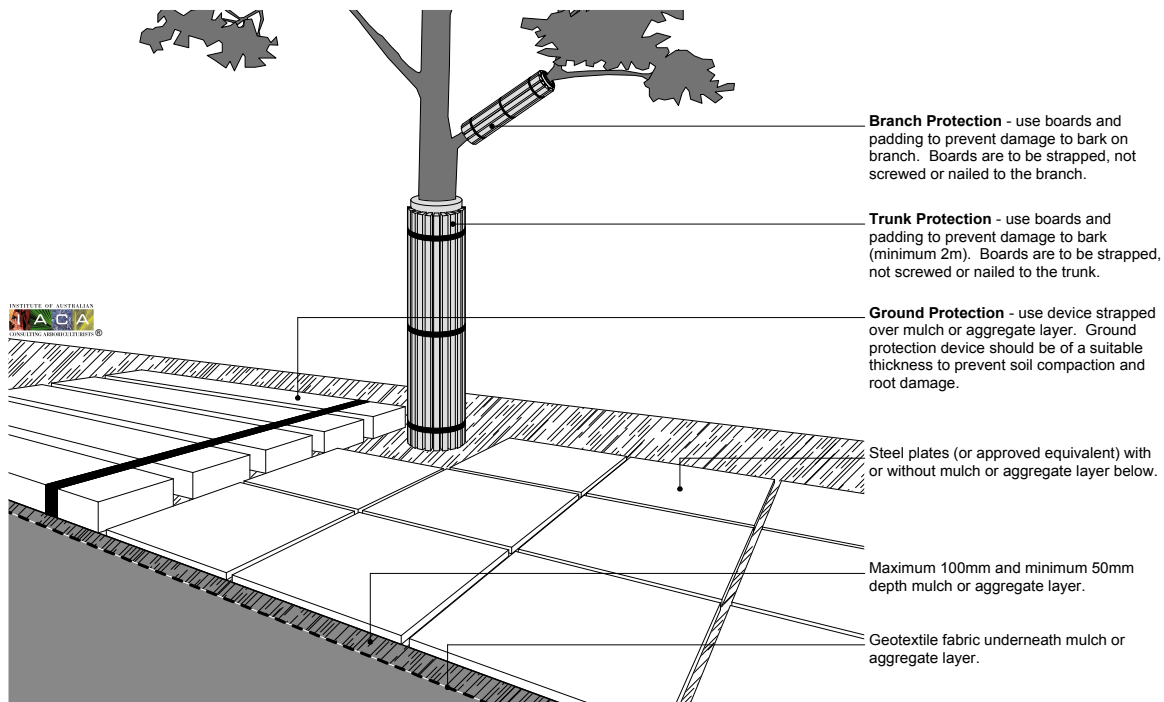 Branch Protection - use boards and
padding to prevent damage to bark on
branch. Boards are to be strapped, not
screwed or nailed to the branch.
Trunk Protection - use boards and
padding to prevent damage to bark
(minimum 2m). Boards are to be strapped,
not screwed or nailed to the trunk.
INSTITUTE OF AUSTRALIAN
IACA
CONSULTING ARBORICULTURISTS ®
Ground Protection - use device strapped
over mulch or aggregate layer. Ground
protection device should be of a suitable
thickness to prevent soil compaction and
root damage.
Steel plates (or approved equivalent) with
or without mulch or aggregate layer below.
Maximum 100mm and minimum 50mm
depth mulch or aggregate layer.
Geotextile fabric underneath mulch or
aggregate layer.